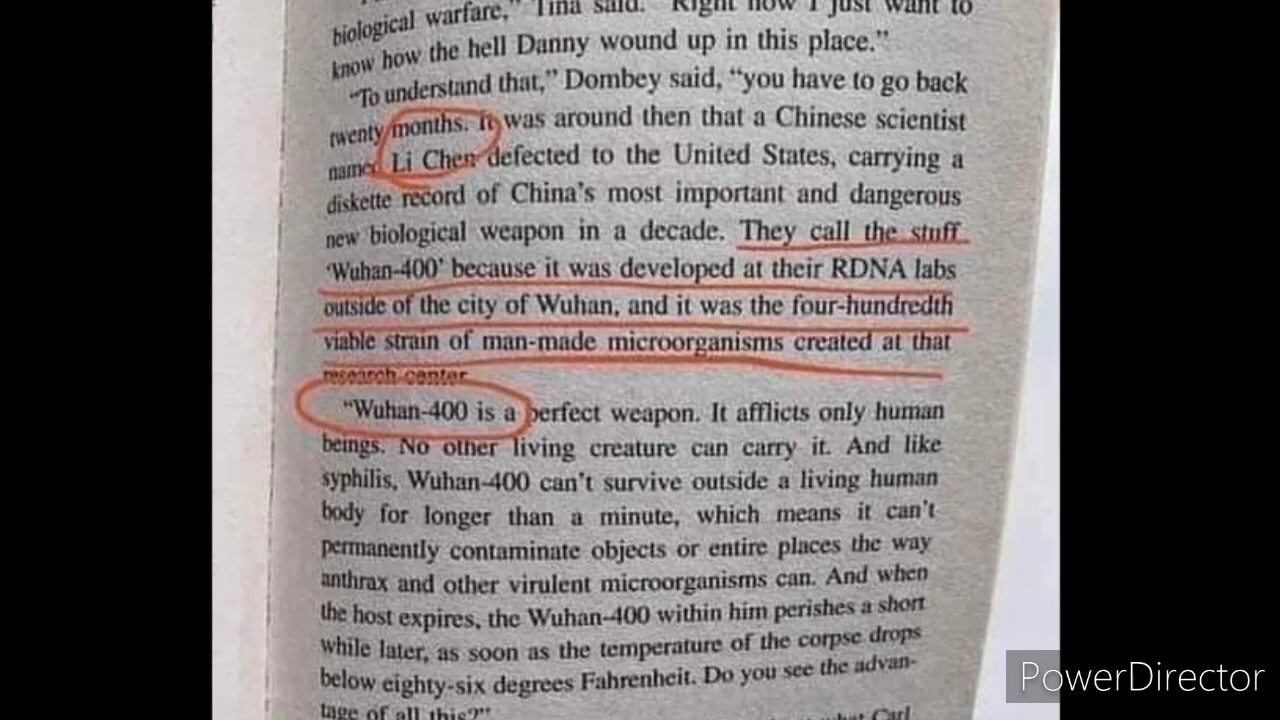 biological warfare," Tina said. "Right now I just want to
know how the hell Danny wound up in this place."
"To understand that," Dombey said, "you have to go back
twenty months. It was around then that a Chinese scientist
named Li Chen defected to the United States, carrying a
diskette record of China's most important and dangerous
new biological weapon in a decade. They call the stuff
'Wuhan-400' because it was developed at their RDNA labs
outside of the city of Wuhan, and it was the four-hundredth
viable strain of man-made microorganisms created at that
research center.
"Wuhan-400 is a perfect weapon. It afflicts only human
beings. No other living creature can carry it. And like
syphilis, Wuhan-400 can't survive outside a living human
body for longer than a minute, which means it can't
permanently contaminate objects or entire places the way
anthrax and other virulent microorganisms can. And when
the host expires, the Wuhan-400 within him perishes a short
while later, as soon as the temperature of the corpse drops
below eighty-six degrees Fahrenheit. Do you see the advan-
tage of all this?"
what Carl
PowerDirector